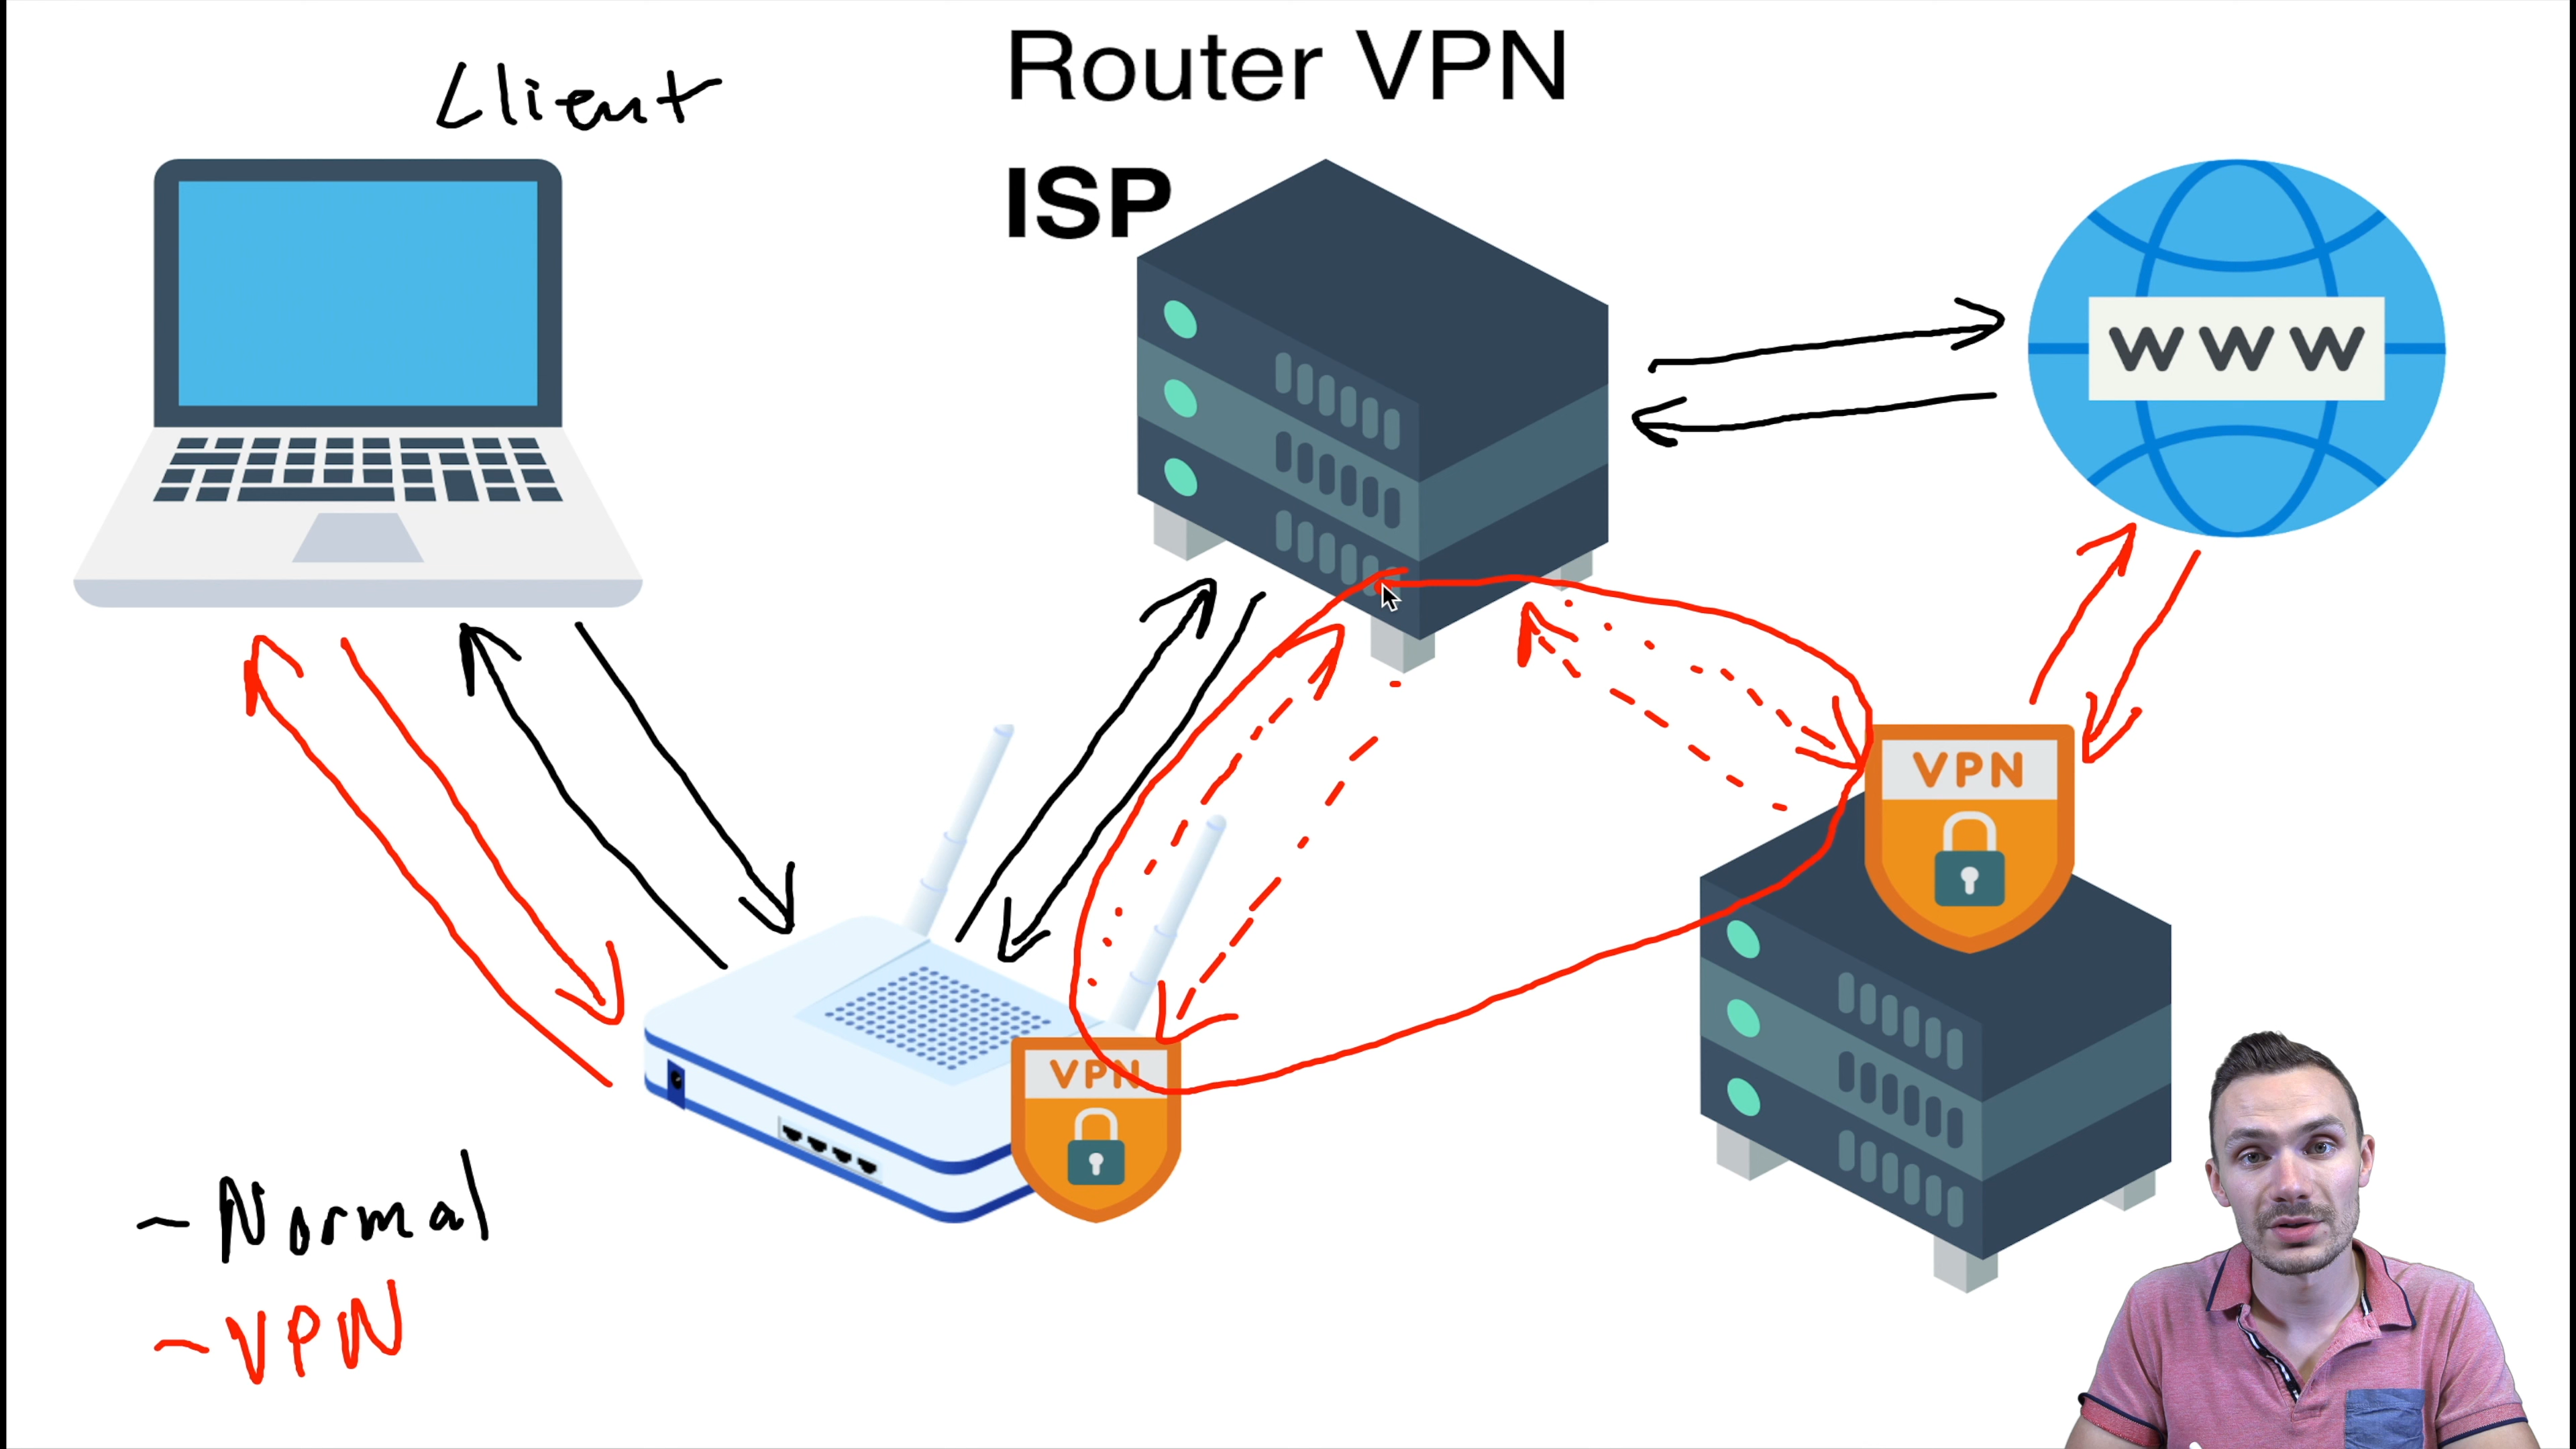 Router VPN
Client
ISP
WWW
VPN
VPN
- Normal
- VPN